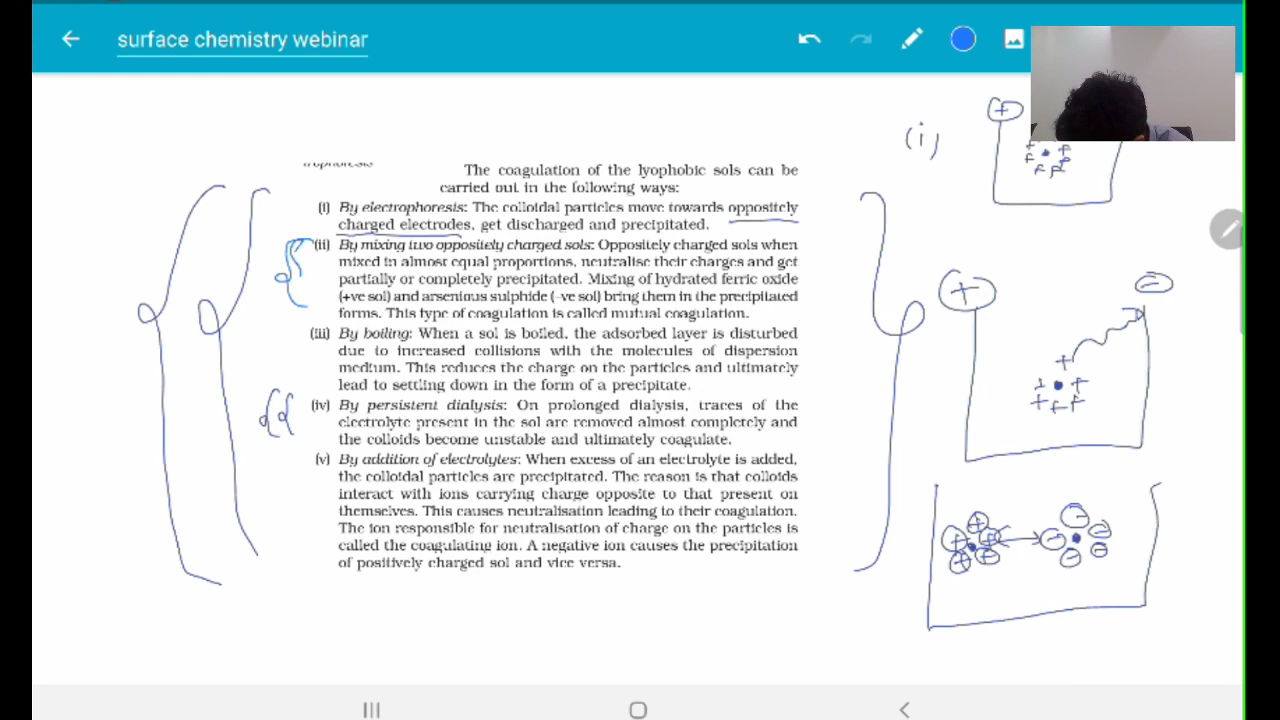 surface chemistry webinar
The coagulation of the lyophobic sols can be
carried out in the following ways:
(i) By electrophoresis: The colloidal particles move towards oppositely
charged electrodes, get discharged and precipitated.
(ii) By mixing two oppositely charged sols: Oppositely charged sols when
mixed in almost equal proportions, neutralise their charges and get
partially or completely precipitated. Mixing of hydrated ferric oxide
(+ve sol) and arsenious sulphide (–ve sol) bring them in the precipitated
forms. This type of coagulation is called mutual coagulation.
(iii) By boiling: When a sol is boiled, the adsorbed layer is disturbed
due to increased collisions with the molecules of dispersion
medium. This reduces the charge on the particles and ultimately
lead to settling down in the form of a precipitate.
(iv) By persistent dialysis: On prolonged dialysis, traces of the
electrolyte present in the sol are removed almost completely and
the colloids become unstable and ultimately coagulate.
(v) By addition of electrolytes: When excess of an electrolyte is added,
the colloidal particles are precipitated. The reason is that colloids
interact with ions carrying charge opposite to that present on
themselves. This causes neutralisation leading to their coagulation.
The ion responsible for neutralisation of charge on the particles is
called the coagulating ion. A negative ion causes the precipitation
of positively charged sol and vice versa.
(i)